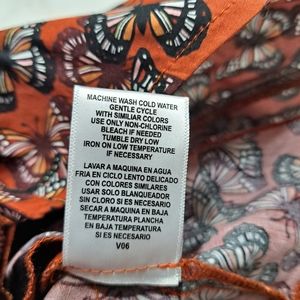 MACHINE WASH COLD WATER
GENTLE CYCLE
WITH SIMILIAR COLORS
USE ONLY NON-CHLORINE
BLEACH IF NEEDED
TUMBLE DRY LOW
IRON ON LOW TEMPERATURE
IF NECESSARY
LAVAR A MAQUINA EN AGUA
FRIA EN CICLO LENTO DELICADO
CON COLORES SIMILARES
USAR SOLO BLANQUEADOR
SIN CLORO SI ES NECESARIO
SECAR A MAQUINA EN BAJA
TEMPERATURA PLANCHA
EN BAJA TEMPERATURA
SI ES NECESARIO
V06